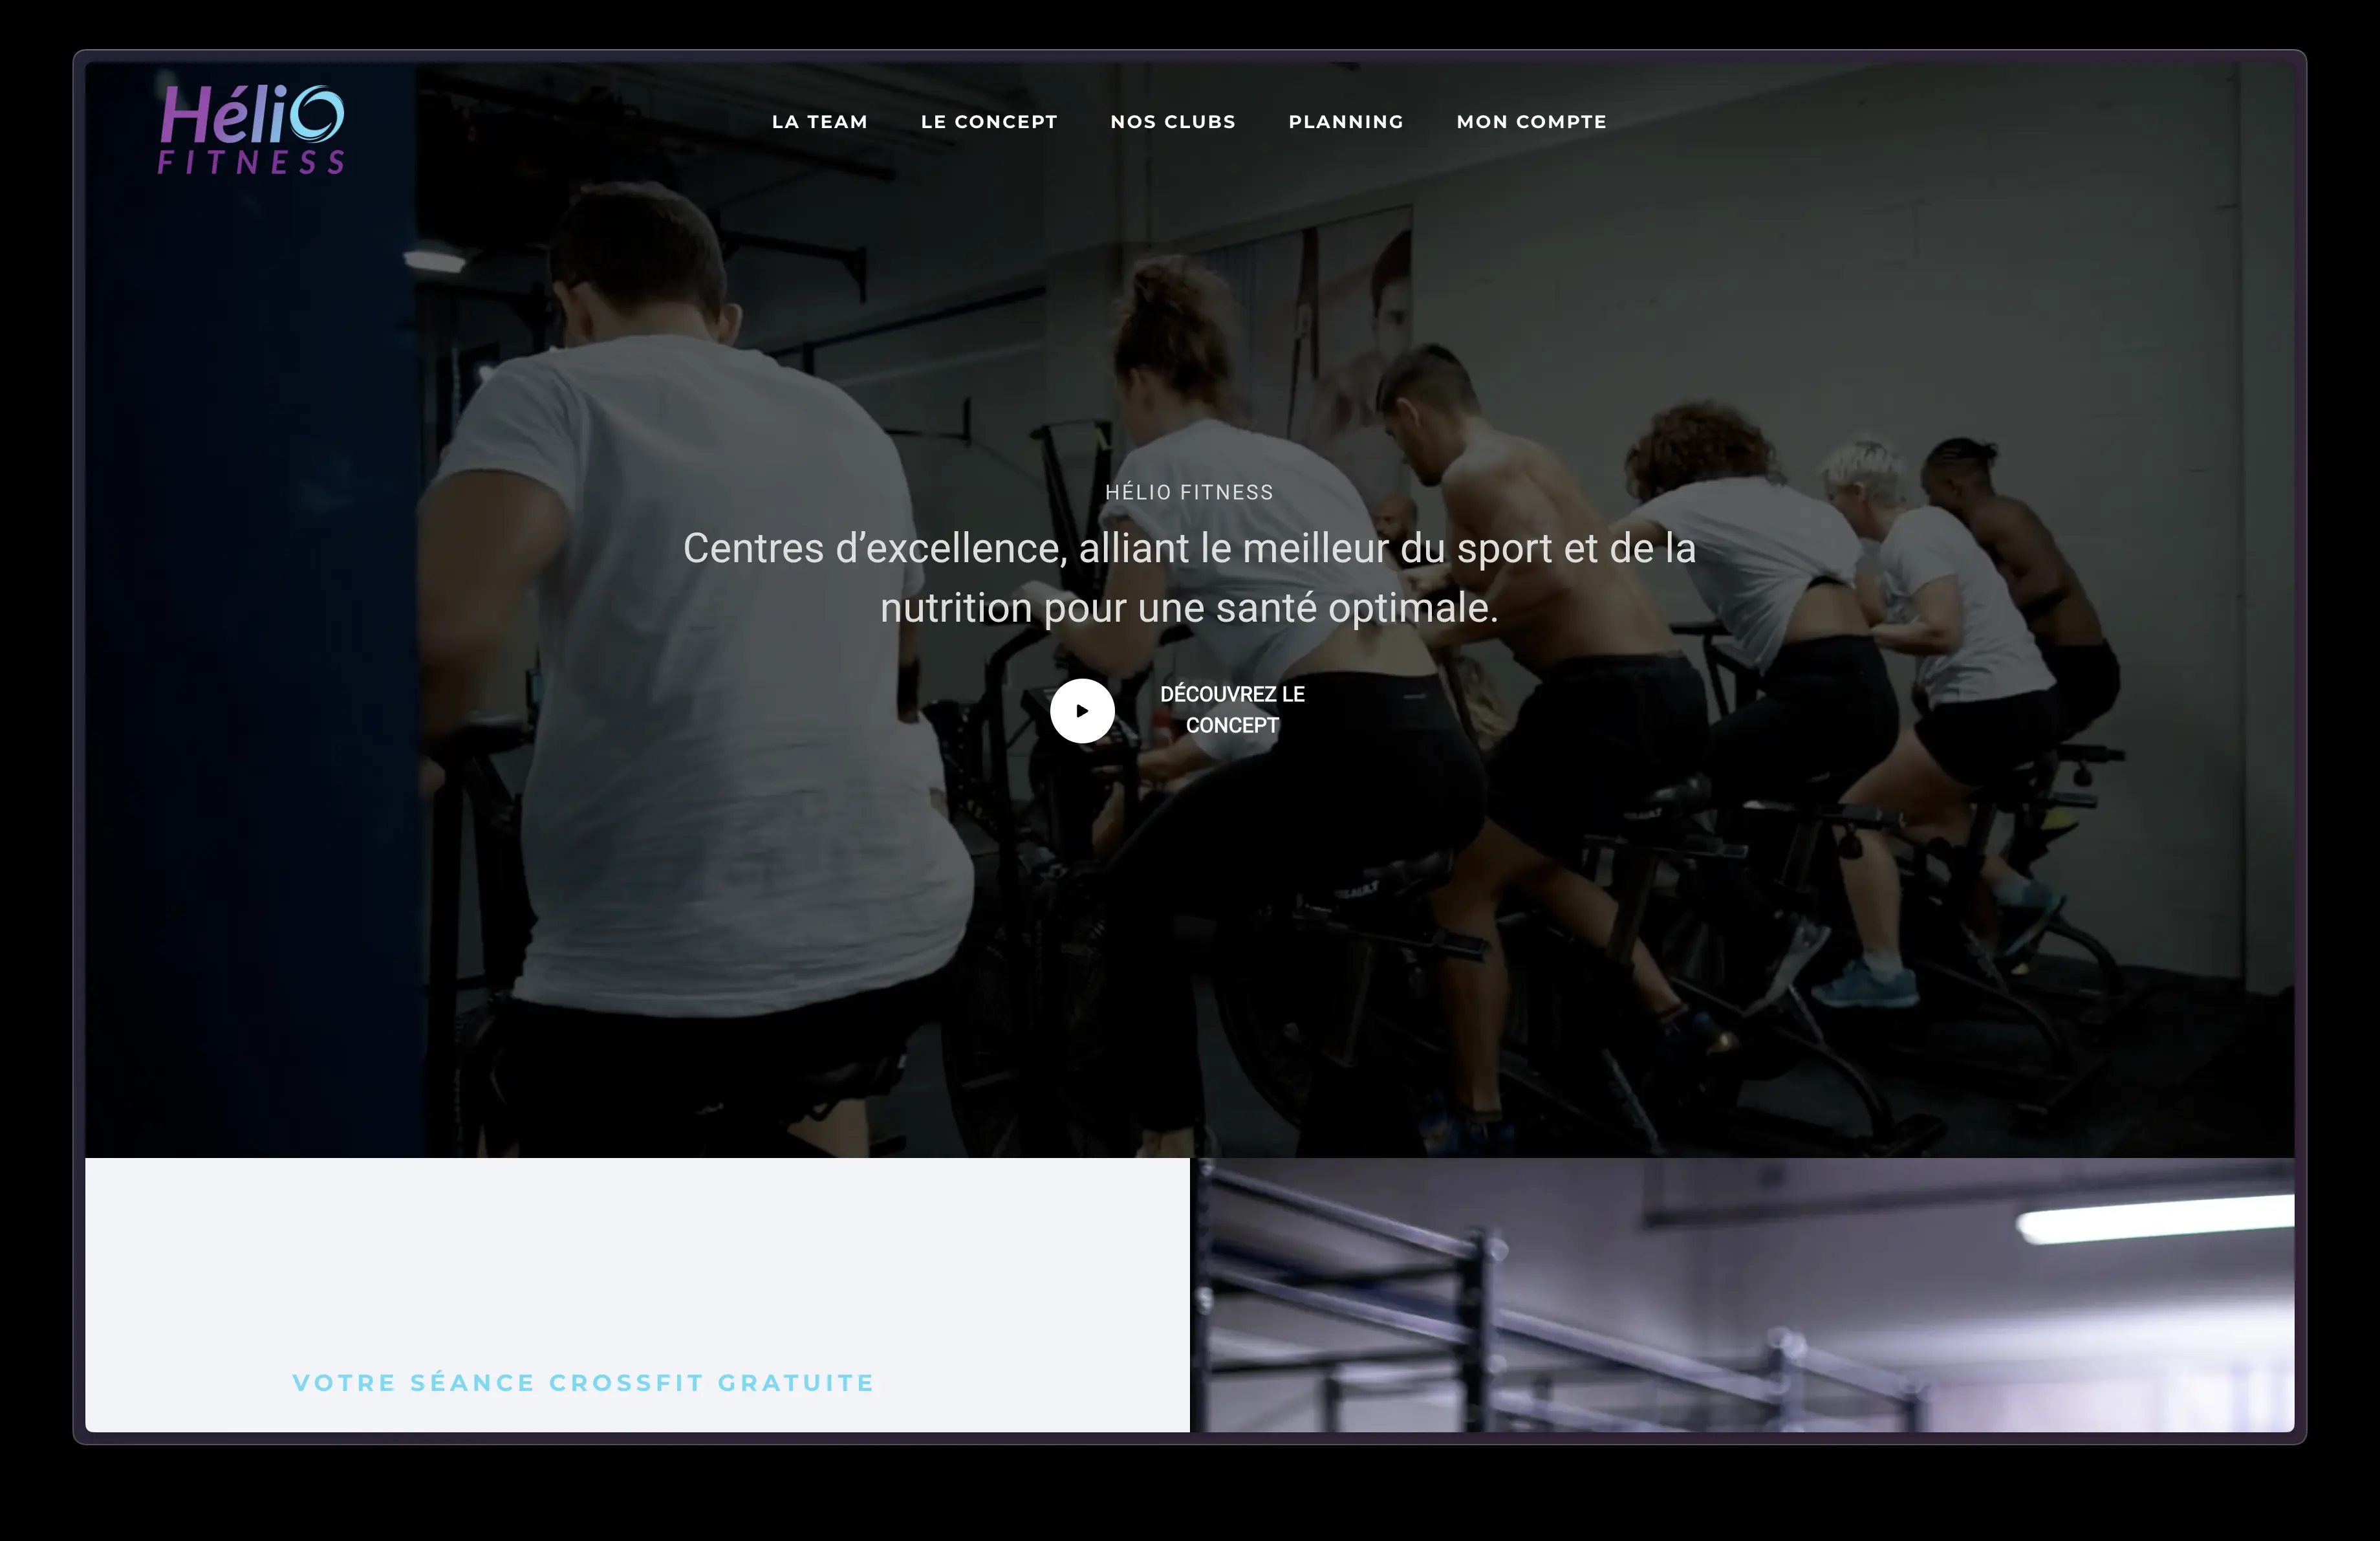 Hélio
FITNESS
LA TEAM
LE CONCEPT
NOS CLUBS
PLANNING
MON COMPTE
HÉLIO FITNESS
Centres d’excellence, alliant le meilleur du sport et de la
nutrition pour une santé optimale.
DÉCOUVREZ LE
CONCEPT
VOTRE SÉANCE CROSSFIT GRATUITE